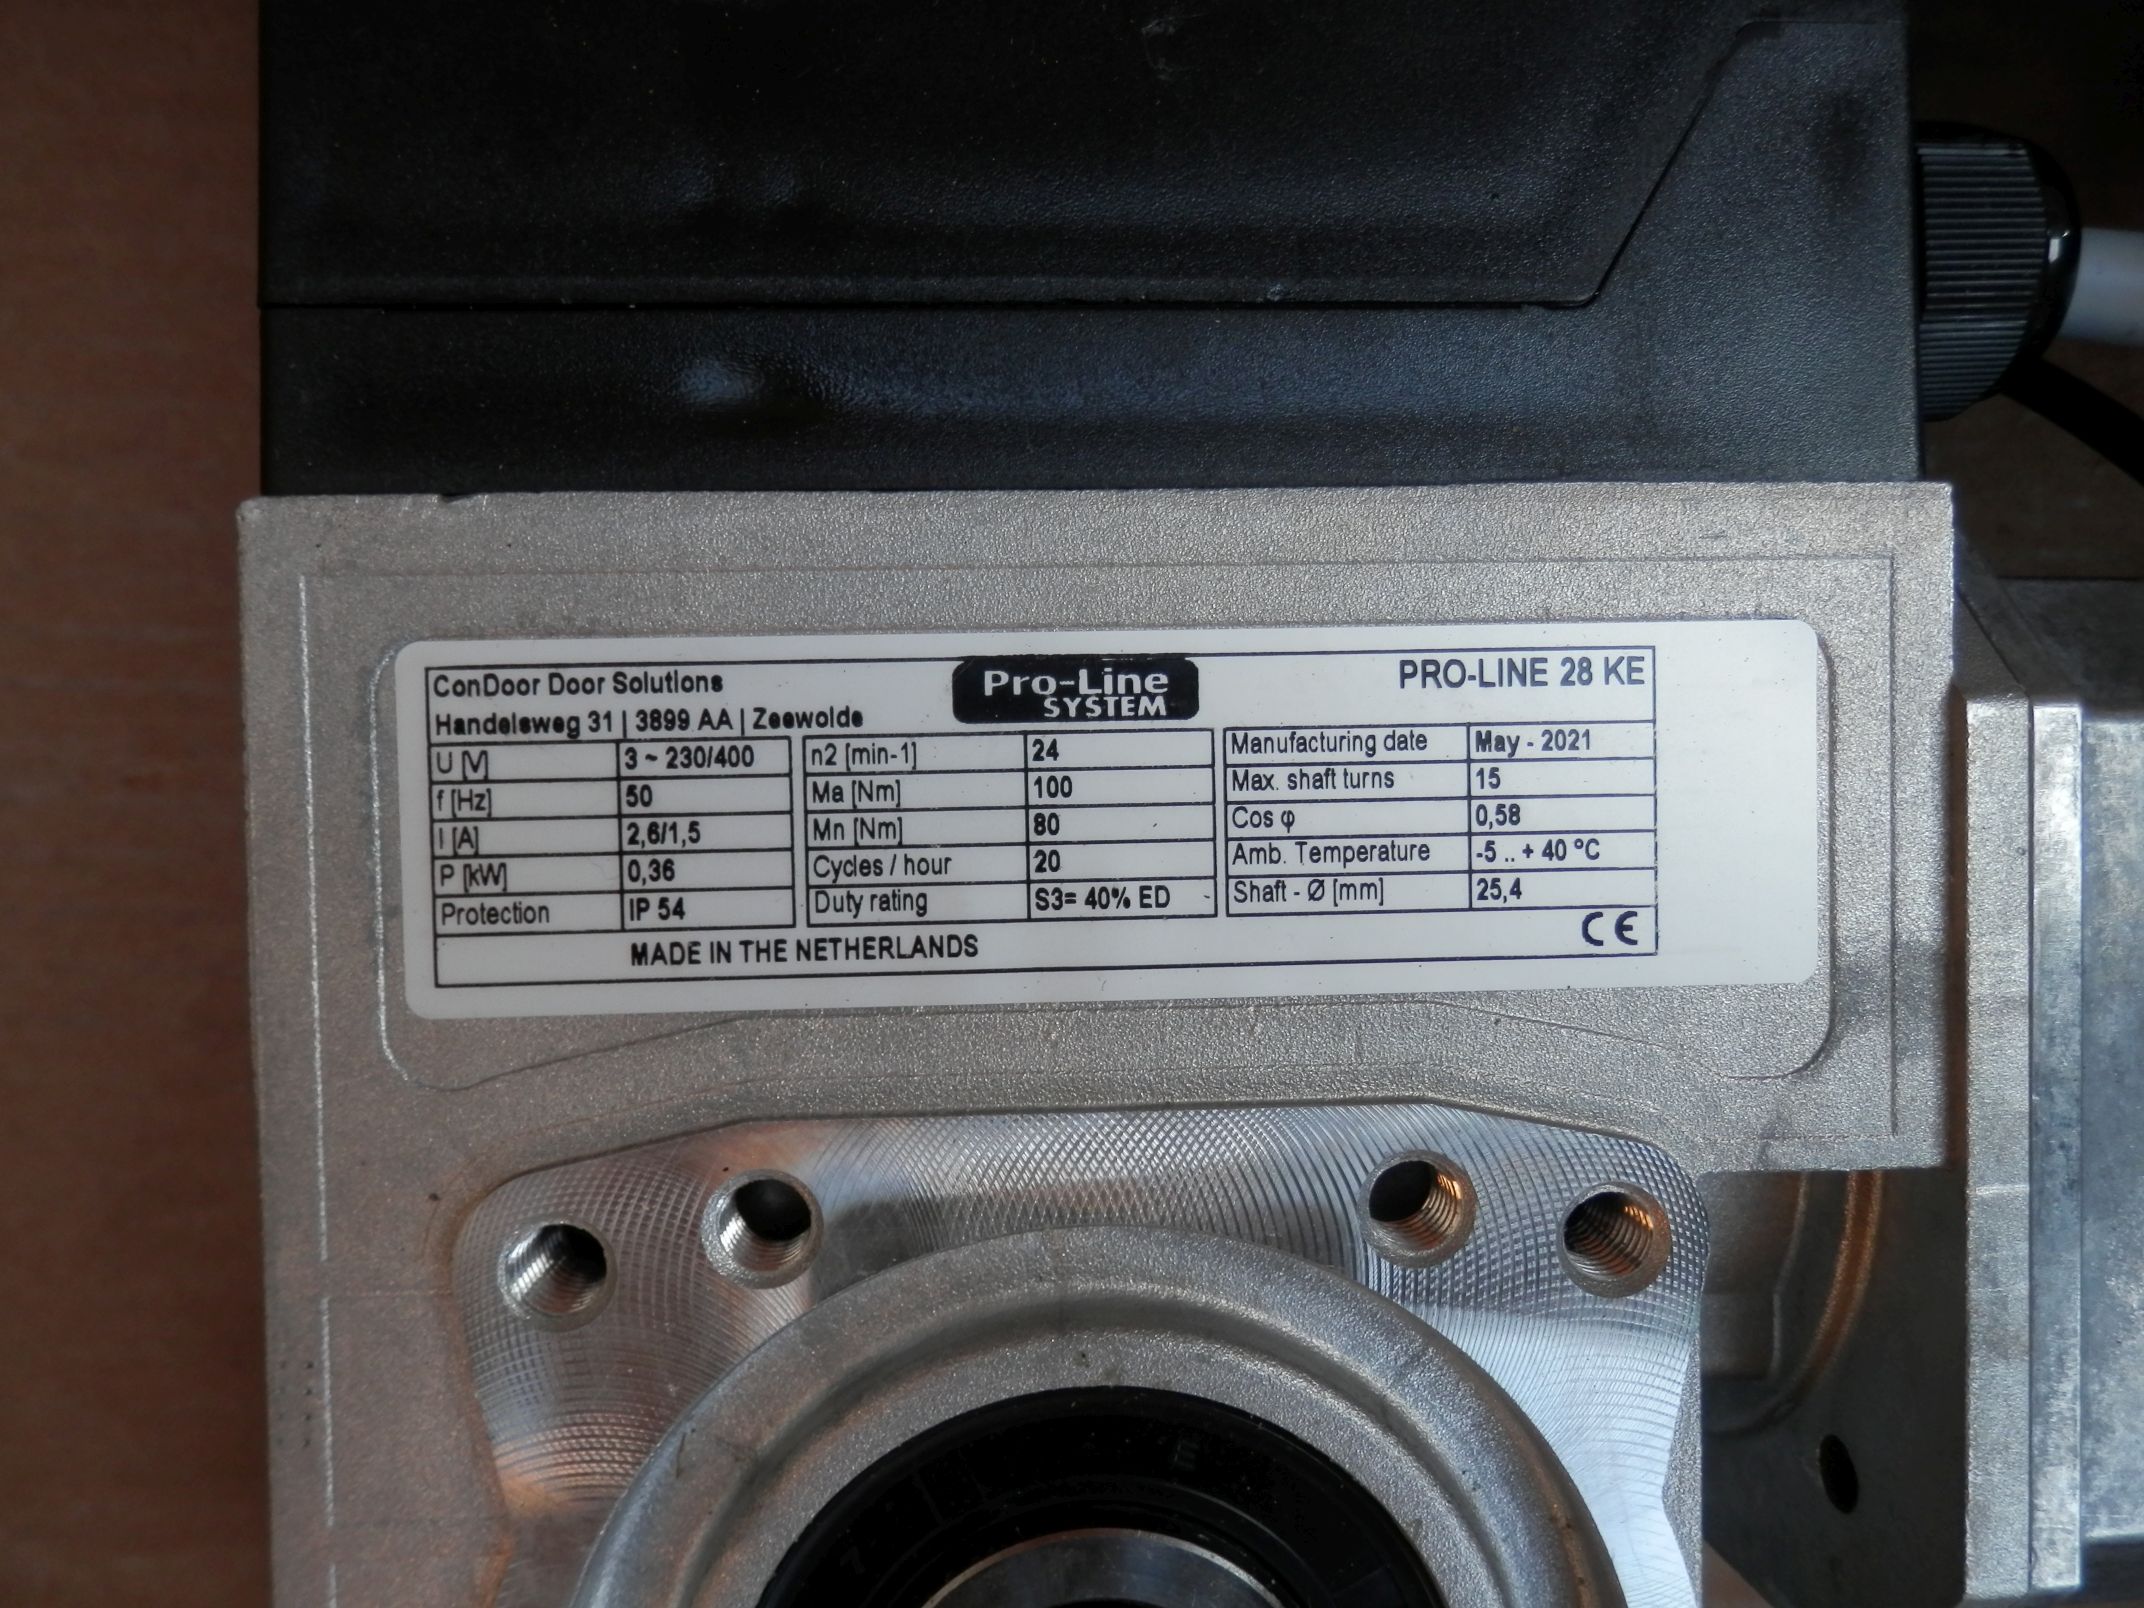 ConDoor Door Solutions
Handelsweg 31 | 3899 AA | Zeewolde
Pro-Line
SYSTEM
PRO-LINE 28 KE
U [V] 3 ~ 230/400
f [Hz] 50
I [A] 2,6/1,5
P [kW] 0,36
Protection IP 54
n2 [min-1] 24
Ma [Nm] 100
Mn [Nm] 80
Cycles / hour 20
Duty rating S3= 40% ED
Manufacturing date May - 2021
Max. shaft turns 15
Cos φ 0,58
Amb. Temperature -5 .. + 40 °C
Shaft - Ø [mm] 25,4
MADE IN THE NETHERLANDS
CE